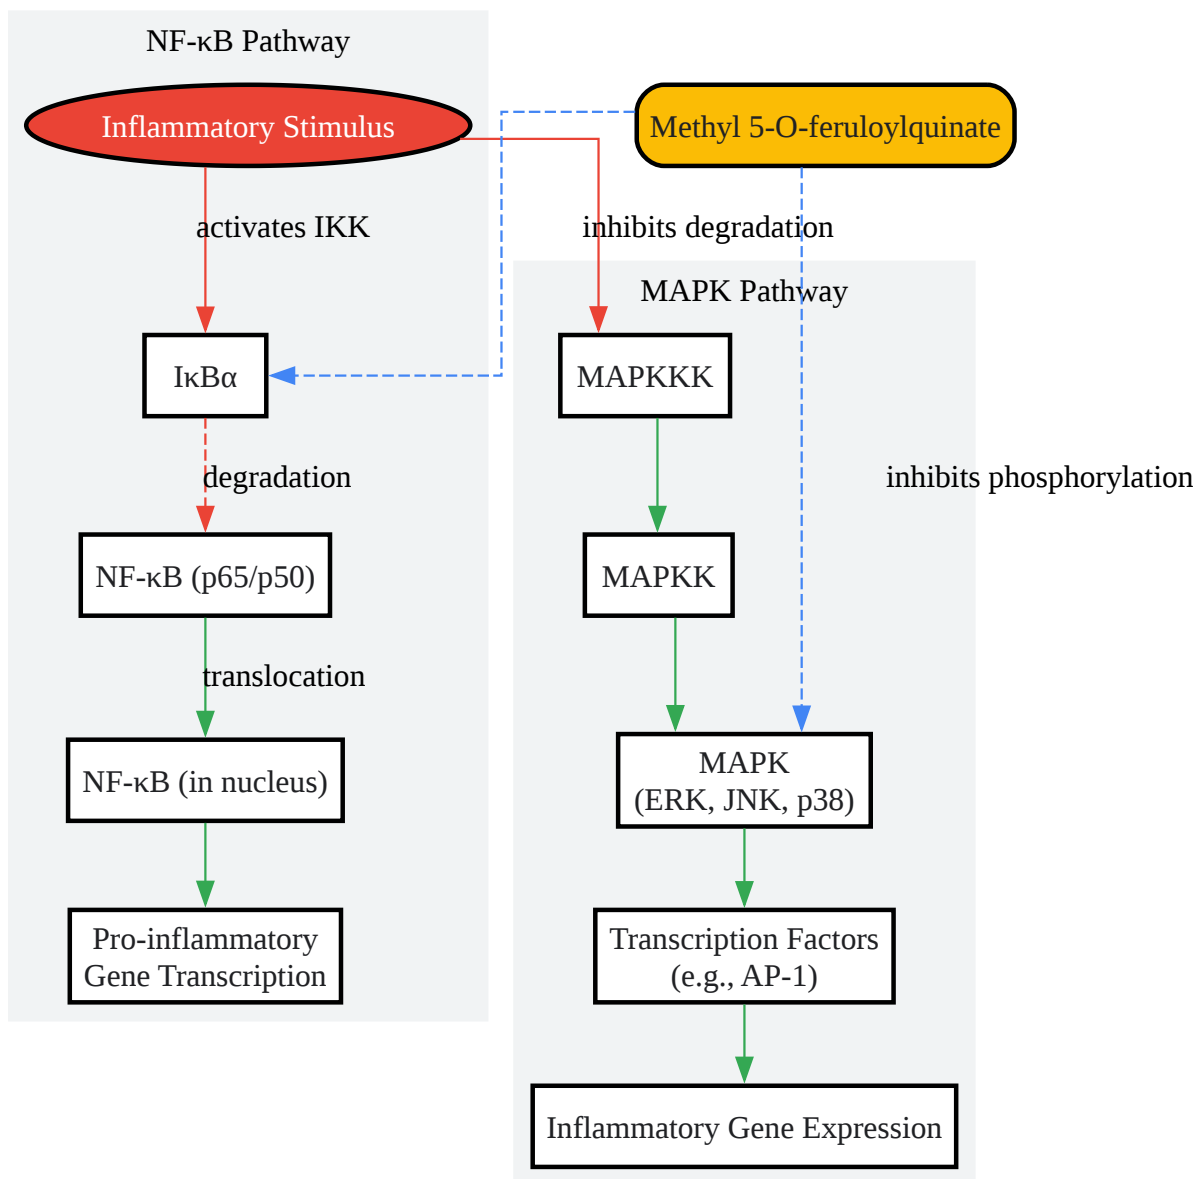 NF-κB Pathway
Inflammatory Stimulus
Methyl 5-O-feruloylquinate
activates IKK
inhibits degradation
MAPK Pathway
IκBα
MAPKKK
degradation
inhibits phosphorylation
NF-κB (p65/p50)
MAPKK
translocation
NF-κB (in nucleus)
MAPK
(ERK, JNK, p38)
Pro-inflammatory
Gene Transcription
Transcription Factors
(e.g., AP-1)
Inflammatory Gene Expression